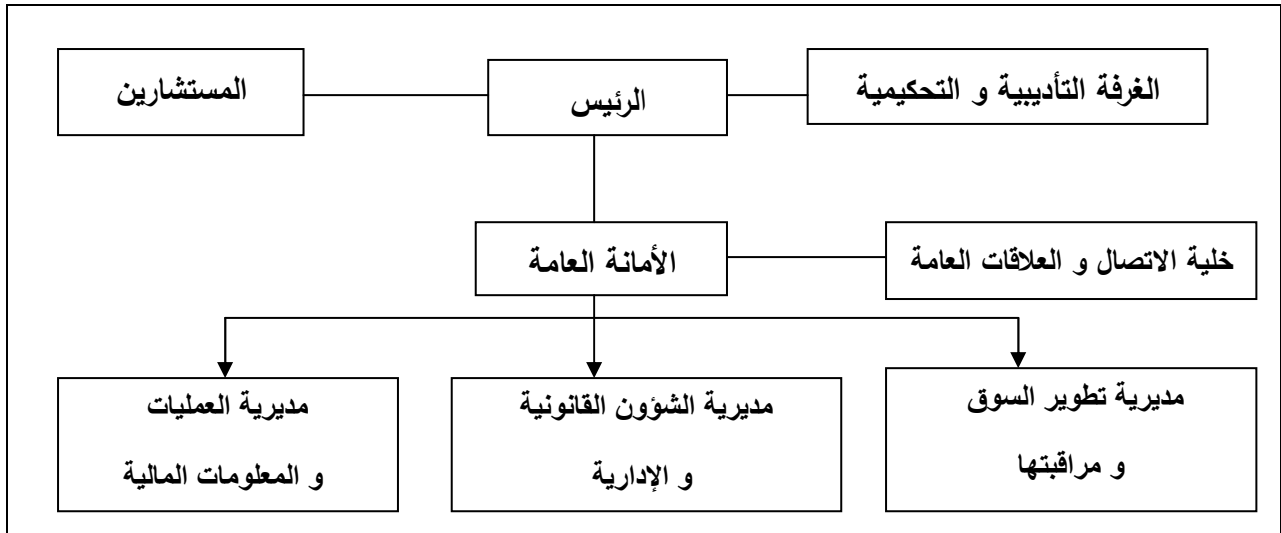 الغرفة التأديبية و التحكيمية
الرئيس
المستشارين
خلية الاتصال و العلاقات العامة
الأمانة العامة
مديرية تطوير السوق
و مراقبتها
مديرية الشؤون القانونية
و الإدارية
مديرية العمليات
و المعلومات المالية